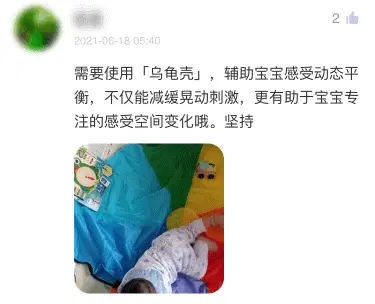 2
2021-06-18 05:40
需要使用「乌龟壳」，辅助宝宝感受动态平
衡，不仅能减缓晃动刺激，更有助于宝宝专
注的感受空间变化哦。坚持